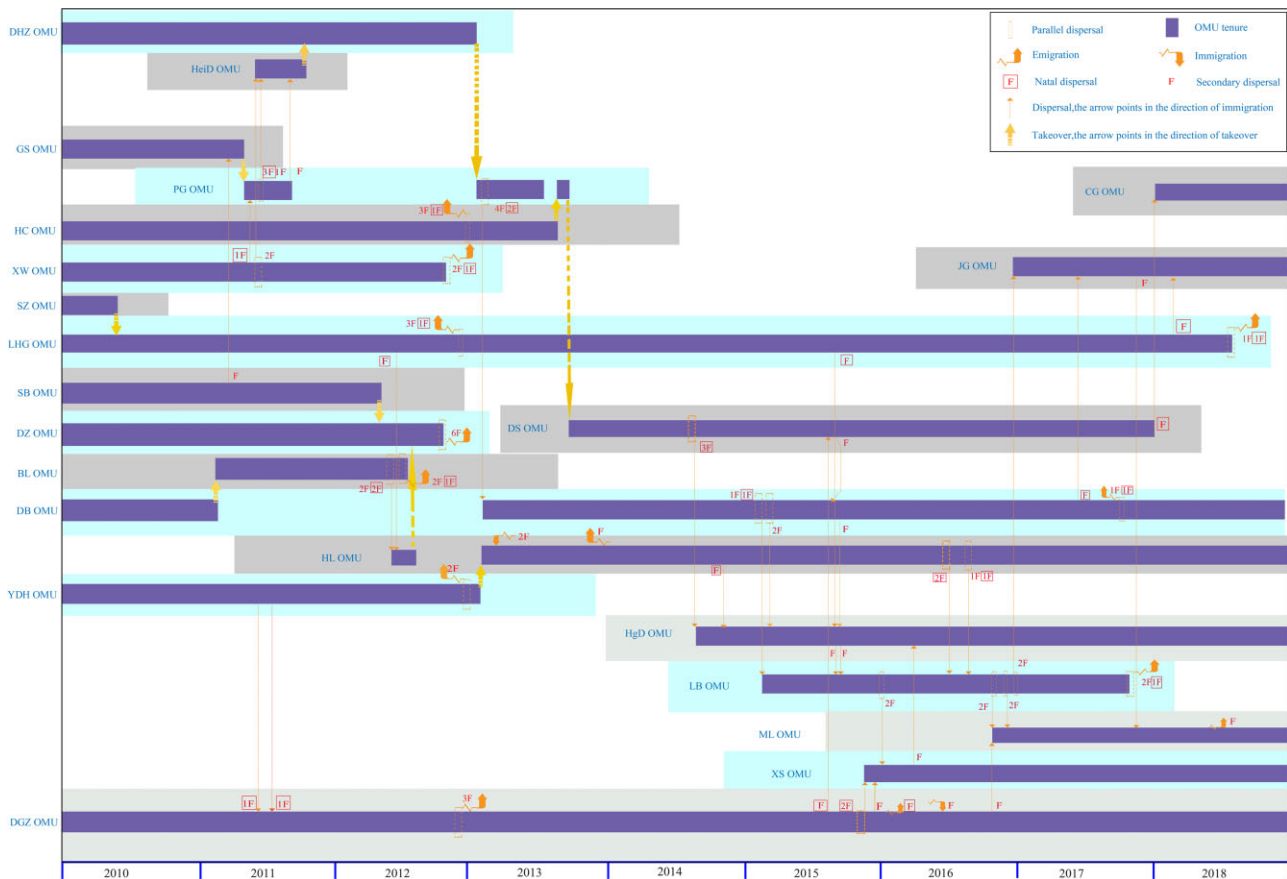 DHZ OMU
Parallel dispersal
OMU tenure
Emigration
Immigration
F Natal dispersal
F Secondary dispersal
Dispersal,the arrow points in the direction of immigration
Takeover,the arrow points in the direction of takeover
HeiD OMU
GS OMU
3F 1F F
PG OMU
CG OMU
3F 1F
4F 2F
HC OMU
1F 2F
XW OMU
2F 1F
JG OMU
F
SZ OMU
3F 1F
F
LHG OMU
1F 1F
F
F
F
SB OMU
DS OMU
F
DZ OMU
6F
3F
F
BL OMU
2F 2F
2F 1F
1F 1F
F
1F 1F
DB OMU
2F
F
2F
F
HL OMU
2F
F
2F
1F 1F
YDH OMU
HgD OMU
F F
2F
LB OMU
2F 1F
2F
2F
2F
ML OMU
F
F
XS OMU
1F
1F
3F
F
2F
F
F
F
F
DGZ OMU
2010 2011 2012 2013 2014 2015 2016 2017 2018